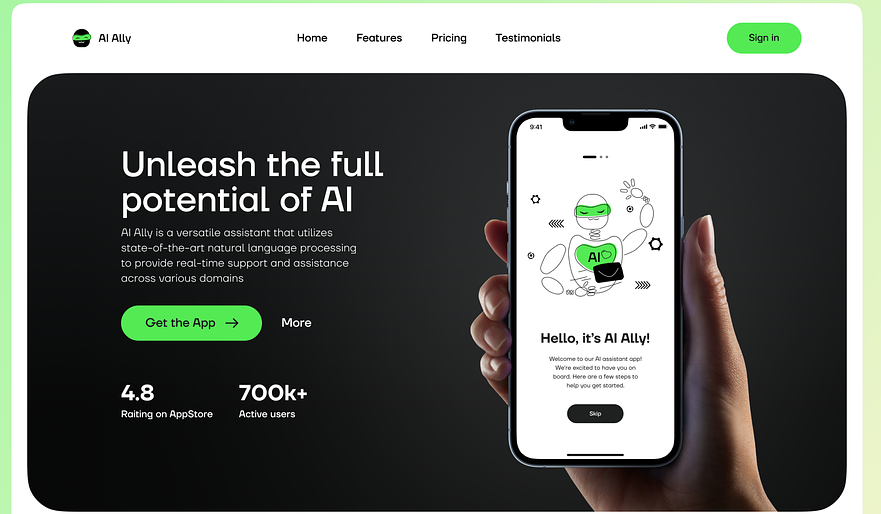 AI Ally
Home
Features
Pricing
Testimonials
Sign in
Unleash the full
potential of AI
AI Ally is a versatile assistant that utilizes
state-of-the-art natural language processing
to provide real-time support and assistance
across various domains
Get the App →
More
4.8
Raiting on AppStore
700k+
Active users
9:41
AI
Hello, it's AI Ally!
Welcome to our AI assistant app!
We're excited to have you on
board. Here are a few steps to
help you get started.
Skip